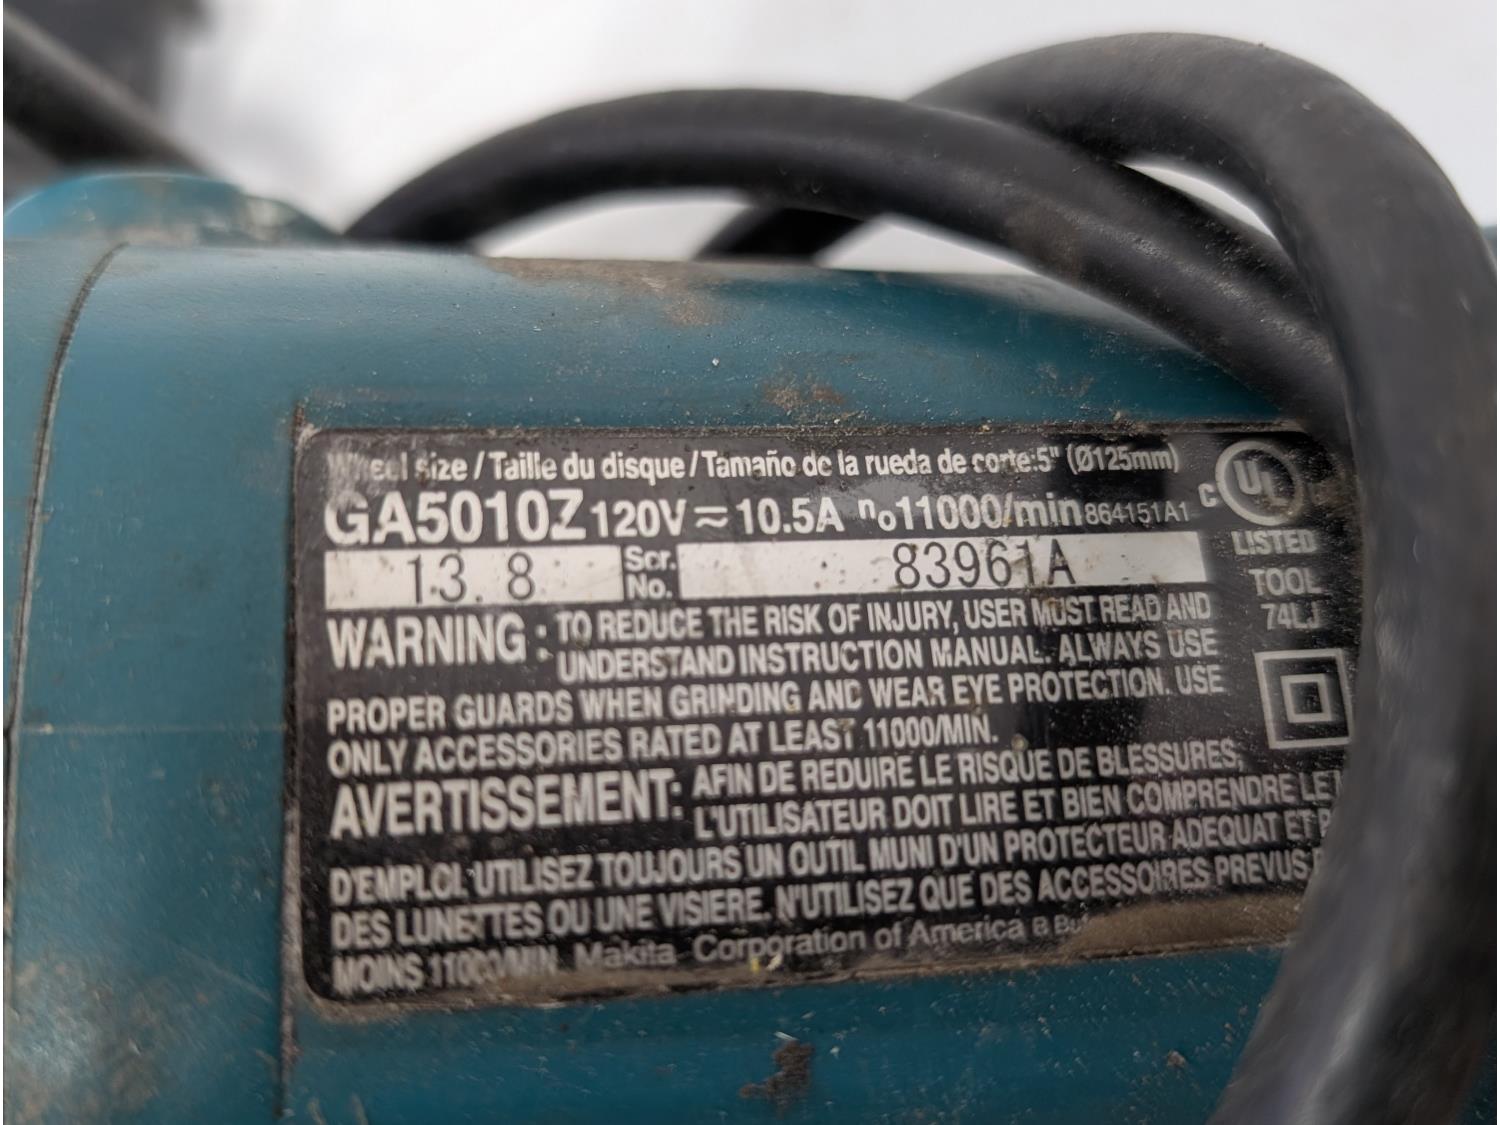 Wheel size / Taille du disque / Tamaño de la rueda de corte:5" (Ø125mm)
GA5010Z 120V ≂ 10.5A n₀11000/min 864151A1
13. 8 Ser. No. 83961A
C UL
LISTED
TOOL
74LJ
WARNING : TO REDUCE THE RISK OF INJURY, USER MUST READ AND
UNDERSTAND INSTRUCTION MANUAL. ALWAYS USE
PROPER GUARDS WHEN GRINDING AND WEAR EYE PROTECTION. USE
ONLY ACCESSORIES RATED AT LEAST 11000/MIN.
AVERTISSEMENT: AFIN DE REDUIRE LE RISQUE DE BLESSURES,
L'UTILISATEUR DOIT LIRE ET BIEN COMPRENDRE LE
D'EMPLOI. UTILISEZ TOUJOURS UN OUTIL MUNI D'UN PROTECTEUR ADEQUAT ET
DES LUNETTES OU UNE VISIERE. N'UTILISEZ QUE DES ACCESSOIRES PREVUS
MOINS 11000/MIN. Makita Corporation of America